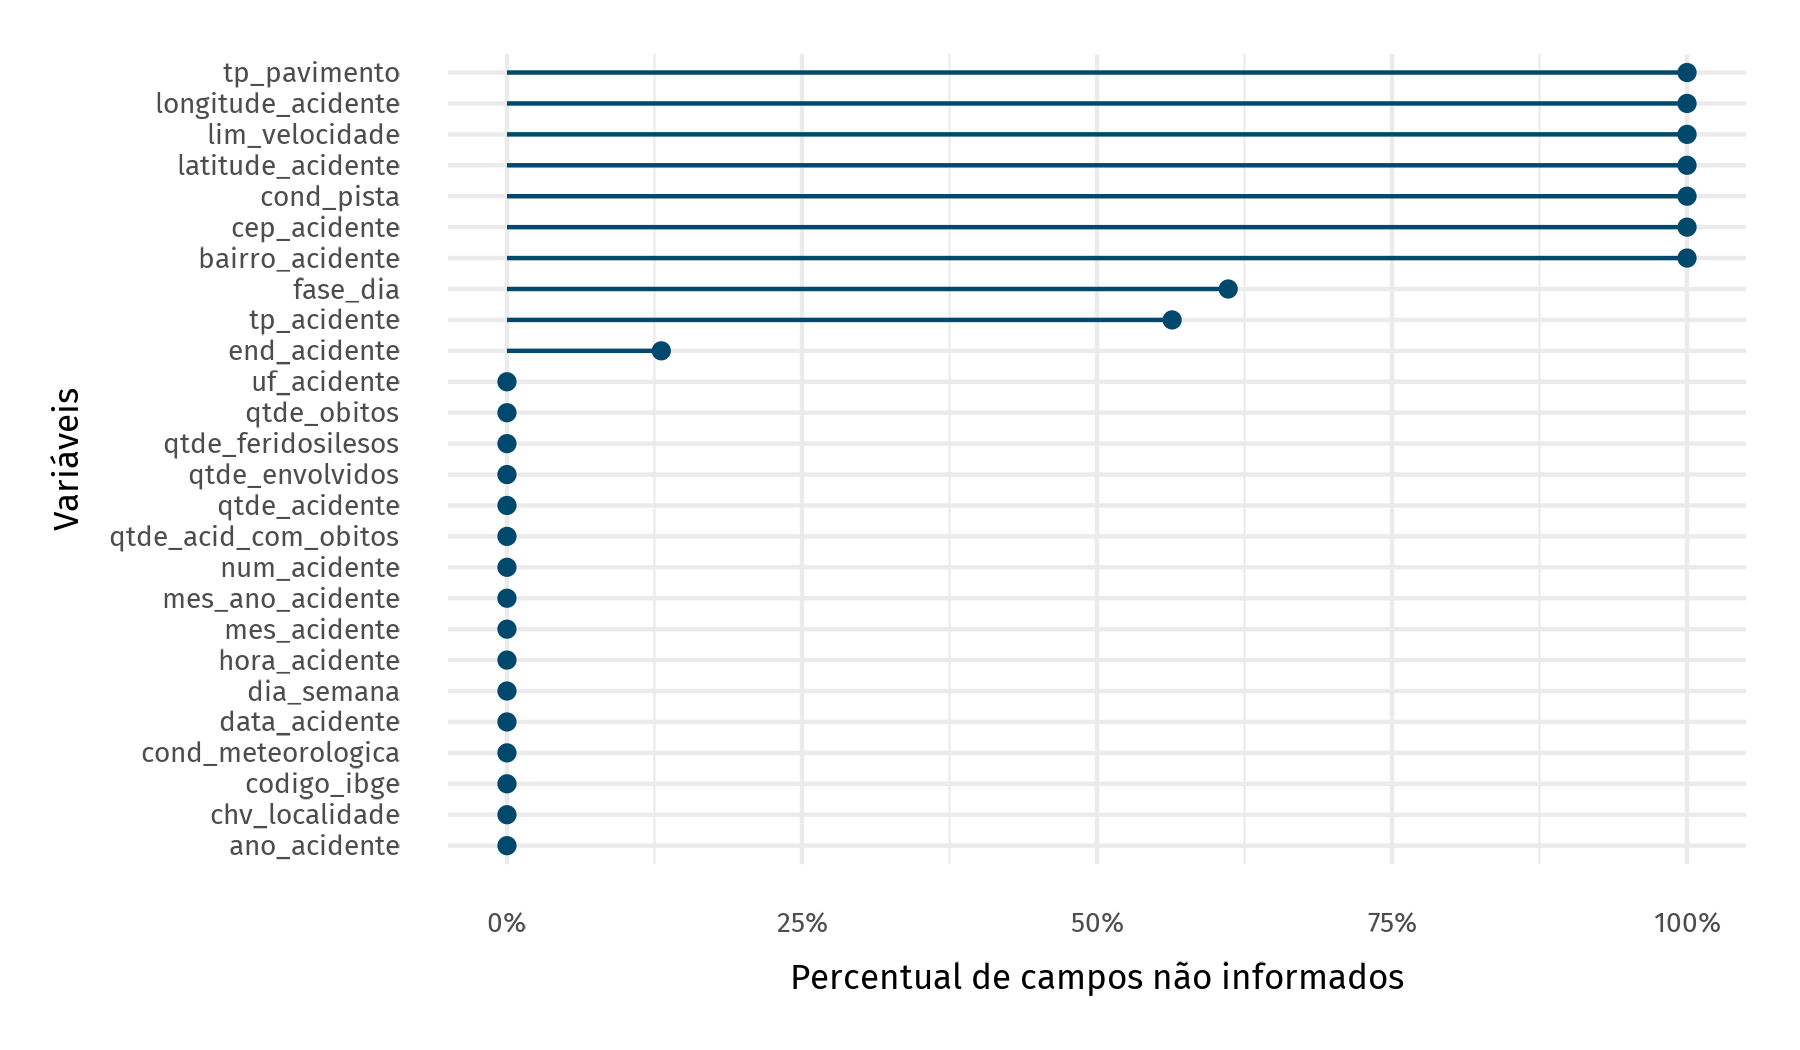 tp_pavimento
longitude_acidente
lim_velocidade
latitude_acidente
cond_pista
cep_acidente
bairro_acidente
fase_dia
tp_acidente
end_acidente
uf_acidente
qtde_obitos
qtde_feridosilesos
qtde_envolvidos
qtde_acidente
qtde_acid_com_obitos
num_acidente
mes_ano_acidente
mes_acidente
hora_acidente
dia_semana
data_acidente
cond_meteorologica
codigo_ibge
chv_localidade
ano_acidente
Variáveis
0% 25% 50% 75% 100%
Percentual de campos não informados